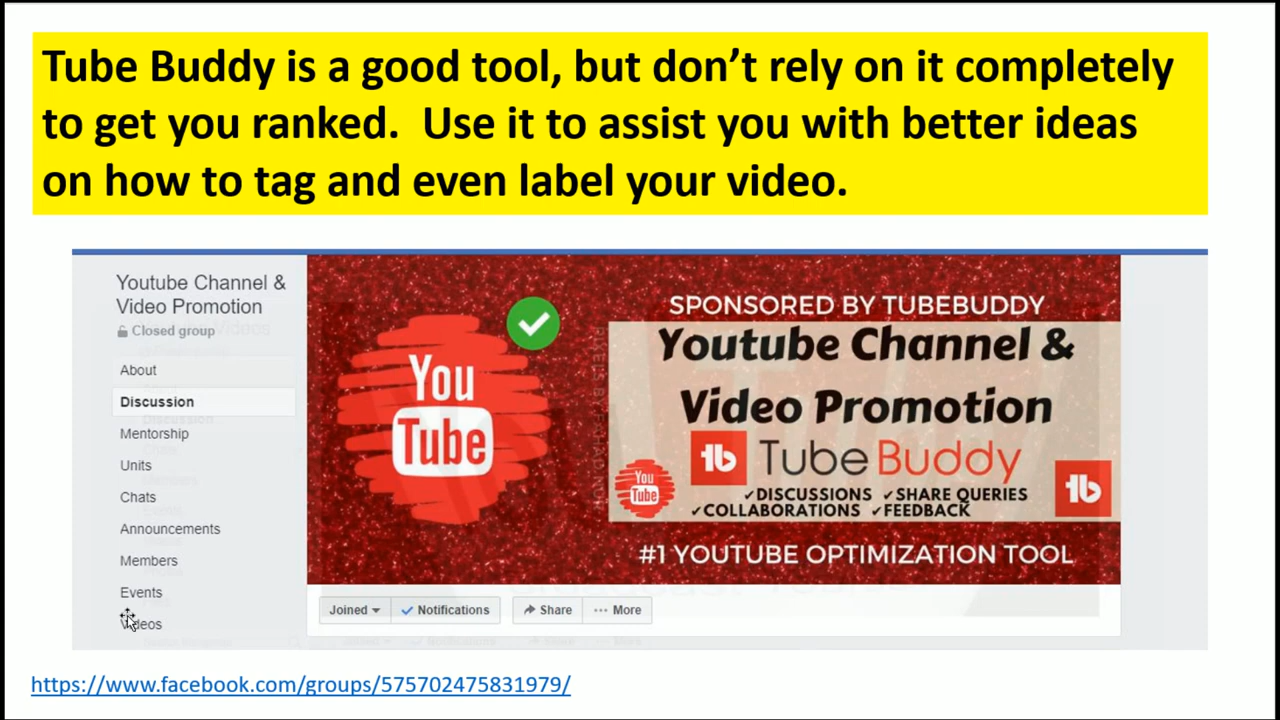 Tube Buddy is a good tool, but don’t rely on it completely
to get you ranked.  Use it to assist you with better ideas
on how to tag and even label your video.
Youtube Channel &
Video Promotion
Closed group
About
Discussion
Mentorship
Units
Chats
Announcements
Members
Events
Videos
You
Tube
SPONSORED BY TUBEBUDDY
Youtube Channel &
Video Promotion
tb TubeBuddy
You
Tube
✓DISCUSSIONS ✓SHARE QUERIES
✓COLLABORATIONS ✓FEEDBACK
tb
#1 YOUTUBE OPTIMIZATION TOOL
Joined
✓ Notifications
Share
··· More
https://www.facebook.com/groups/575702475831979/